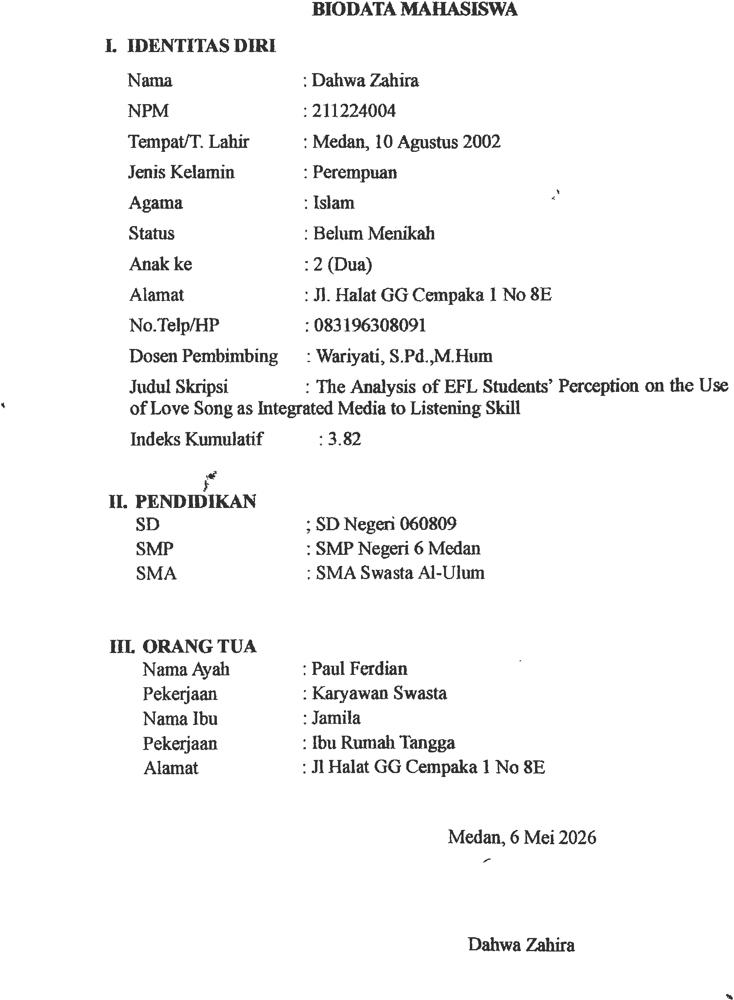 BIODATA MAHASISWA
I. IDENTITAS DIRI
Nama : Dahwa Zahira
NPM : 211224004
Tempat/T. Lahir : Medan, 10 Agustus 2002
Jenis Kelamin : Perempuan
Agama : Islam
Status : Belum Menikah
Anak ke : 2 (Dua)
Alamat : Jl. Halat GG Cempaka 1 No 8E
No.Telp/HP : 083196308091
Dosen Pembimbing : Wariyati, S.Pd.,M.Hum
Judul Skripsi : The Analysis of EFL Students' Perception on the Use
of Love Song as Integrated Media to Listening Skill
Indeks Kumulatif : 3.82
II. PENDIDIKAN
SD ; SD Negeri 060809
SMP : SMP Negeri 6 Medan
SMA : SMA Swasta Al-Ulum
III. ORANG TUA
Nama Ayah : Paul Ferdian
Pekerjaan : Karyawan Swasta
Nama Ibu : Jamila
Pekerjaan : Ibu Rumah Tangga
Alamat : Jl Halat GG Cempaka 1 No 8E
Medan, 6 Mei 2026
Dahwa Zahira